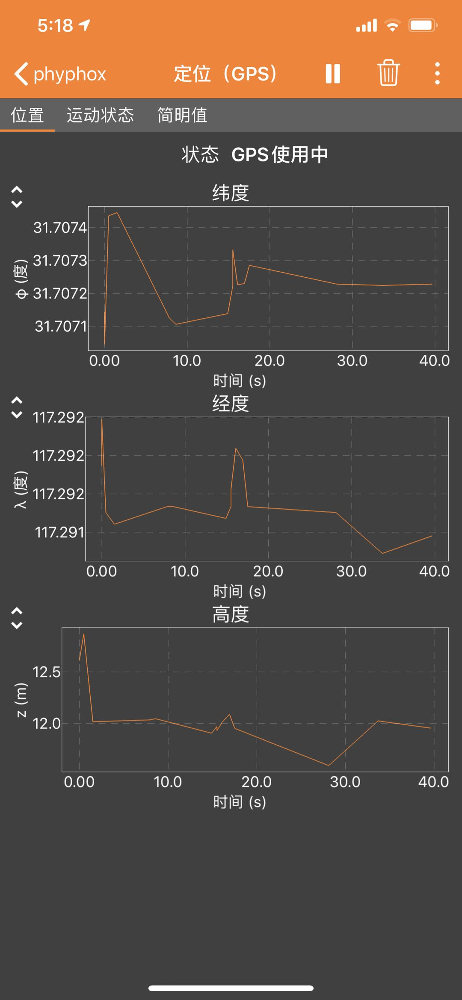 5:18
phyphox 定位（GPS）
位置 运动状态 简明值
状态 GPS使用中
纬度
31.7074
31.7073
31.7072
31.7071
Φ (度)
0.00 10.0 20.0 30.0 40.0
时间 (s)
经度
117.292
117.292
117.292
117.291
λ (度)
0.00 10.0 20.0 30.0 40.0
时间 (s)
高度
12.5
12.0
z (m)
0.00 10.0 20.0 30.0 40.0
时间 (s)